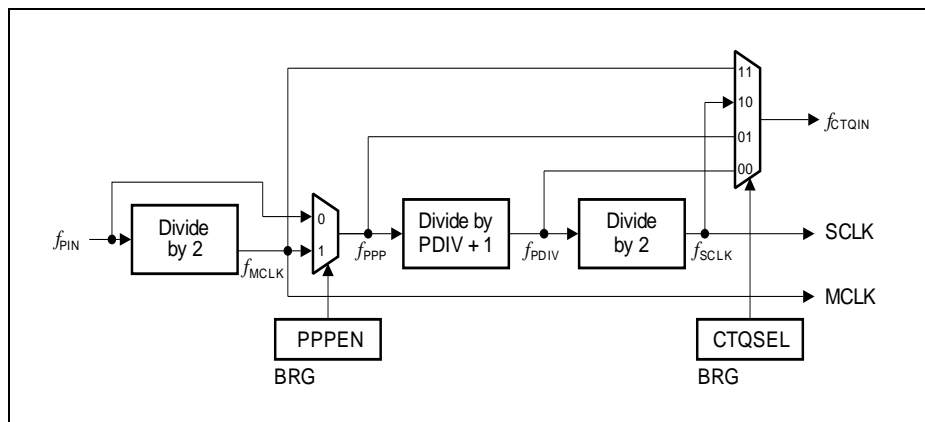 11
10
01
00
fCTQIN
fPIN
Divide
by 2
fMCLK
0
1
fPPP
Divide by
PDIV + 1
fPDIV
Divide
by 2
fSCLK
SCLK
MCLK
PPPEN
BRG
CTQSEL
BRG